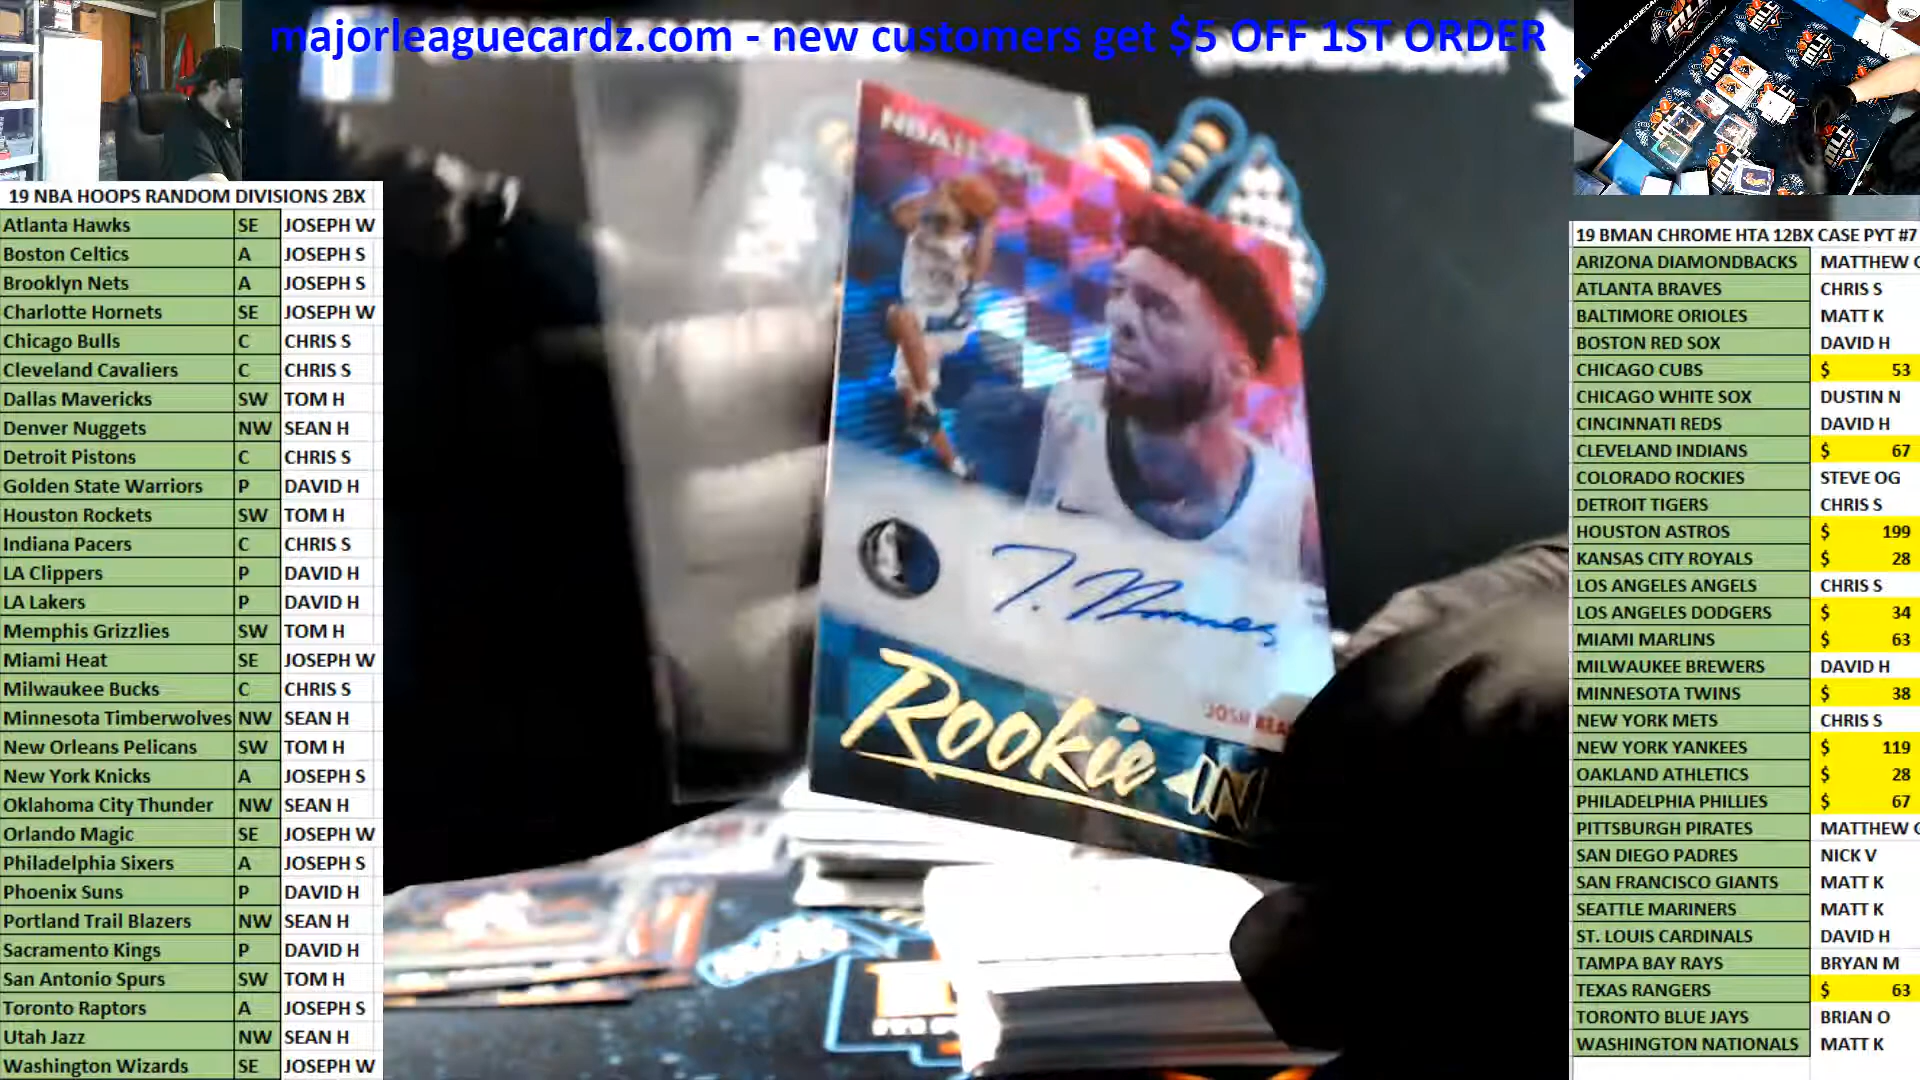 majorleaguecardz.com - new customers get $5 OFF 1ST ORDER
19 NBA HOOPS RANDOM DIVISIONS 2BX
Atlanta Hawks SE JOSEPH W
Boston Celtics A JOSEPH S
Brooklyn Nets A JOSEPH S
Charlotte Hornets SE JOSEPH W
Chicago Bulls C CHRIS S
Cleveland Cavaliers C CHRIS S
Dallas Mavericks SW TOM H
Denver Nuggets NW SEAN H
Detroit Pistons C CHRIS S
Golden State Warriors P DAVID H
Houston Rockets SW TOM H
Indiana Pacers C CHRIS S
LA Clippers P DAVID H
LA Lakers P DAVID H
Memphis Grizzlies SW TOM H
Miami Heat SE JOSEPH W
Milwaukee Bucks C CHRIS S
Minnesota Timberwolves NW SEAN H
New Orleans Pelicans SW TOM H
New York Knicks A JOSEPH S
Oklahoma City Thunder NW SEAN H
Orlando Magic SE JOSEPH W
Philadelphia Sixers A JOSEPH S
Phoenix Suns P DAVID H
Portland Trail Blazers NW SEAN H
Sacramento Kings P DAVID H
San Antonio Spurs SW TOM H
Toronto Raptors A JOSEPH S
Utah Jazz NW SEAN H
Washington Wizards SE JOSEPH W
JOSH REA
Rookie
19 BMAN CHROME HTA 12BX CASE PYT #7
ARIZONA DIAMONDBACKS MATTHEW
ATLANTA BRAVES CHRIS S
BALTIMORE ORIOLES MATT K
BOSTON RED SOX DAVID H
CHICAGO CUBS $ 53
CHICAGO WHITE SOX DUSTIN N
CINCINNATI REDS DAVID H
CLEVELAND INDIANS $ 67
COLORADO ROCKIES STEVE OG
DETROIT TIGERS CHRIS S
HOUSTON ASTROS $ 199
KANSAS CITY ROYALS $ 28
LOS ANGELES ANGELS CHRIS S
LOS ANGELES DODGERS $ 34
MIAMI MARLINS $ 63
MILWAUKEE BREWERS DAVID H
MINNESOTA TWINS $ 38
NEW YORK METS CHRIS S
NEW YORK YANKEES $ 119
OAKLAND ATHLETICS $ 28
PHILADELPHIA PHILLIES $ 67
PITTSBURGH PIRATES MATTHEW
SAN DIEGO PADRES NICK V
SAN FRANCISCO GIANTS MATT K
SEATTLE MARINERS MATT K
ST. LOUIS CARDINALS DAVID H
TAMPA BAY RAYS BRYAN M
TEXAS RANGERS $ 63
TORONTO BLUE JAYS BRIAN O
WASHINGTON NATIONALS MATT K